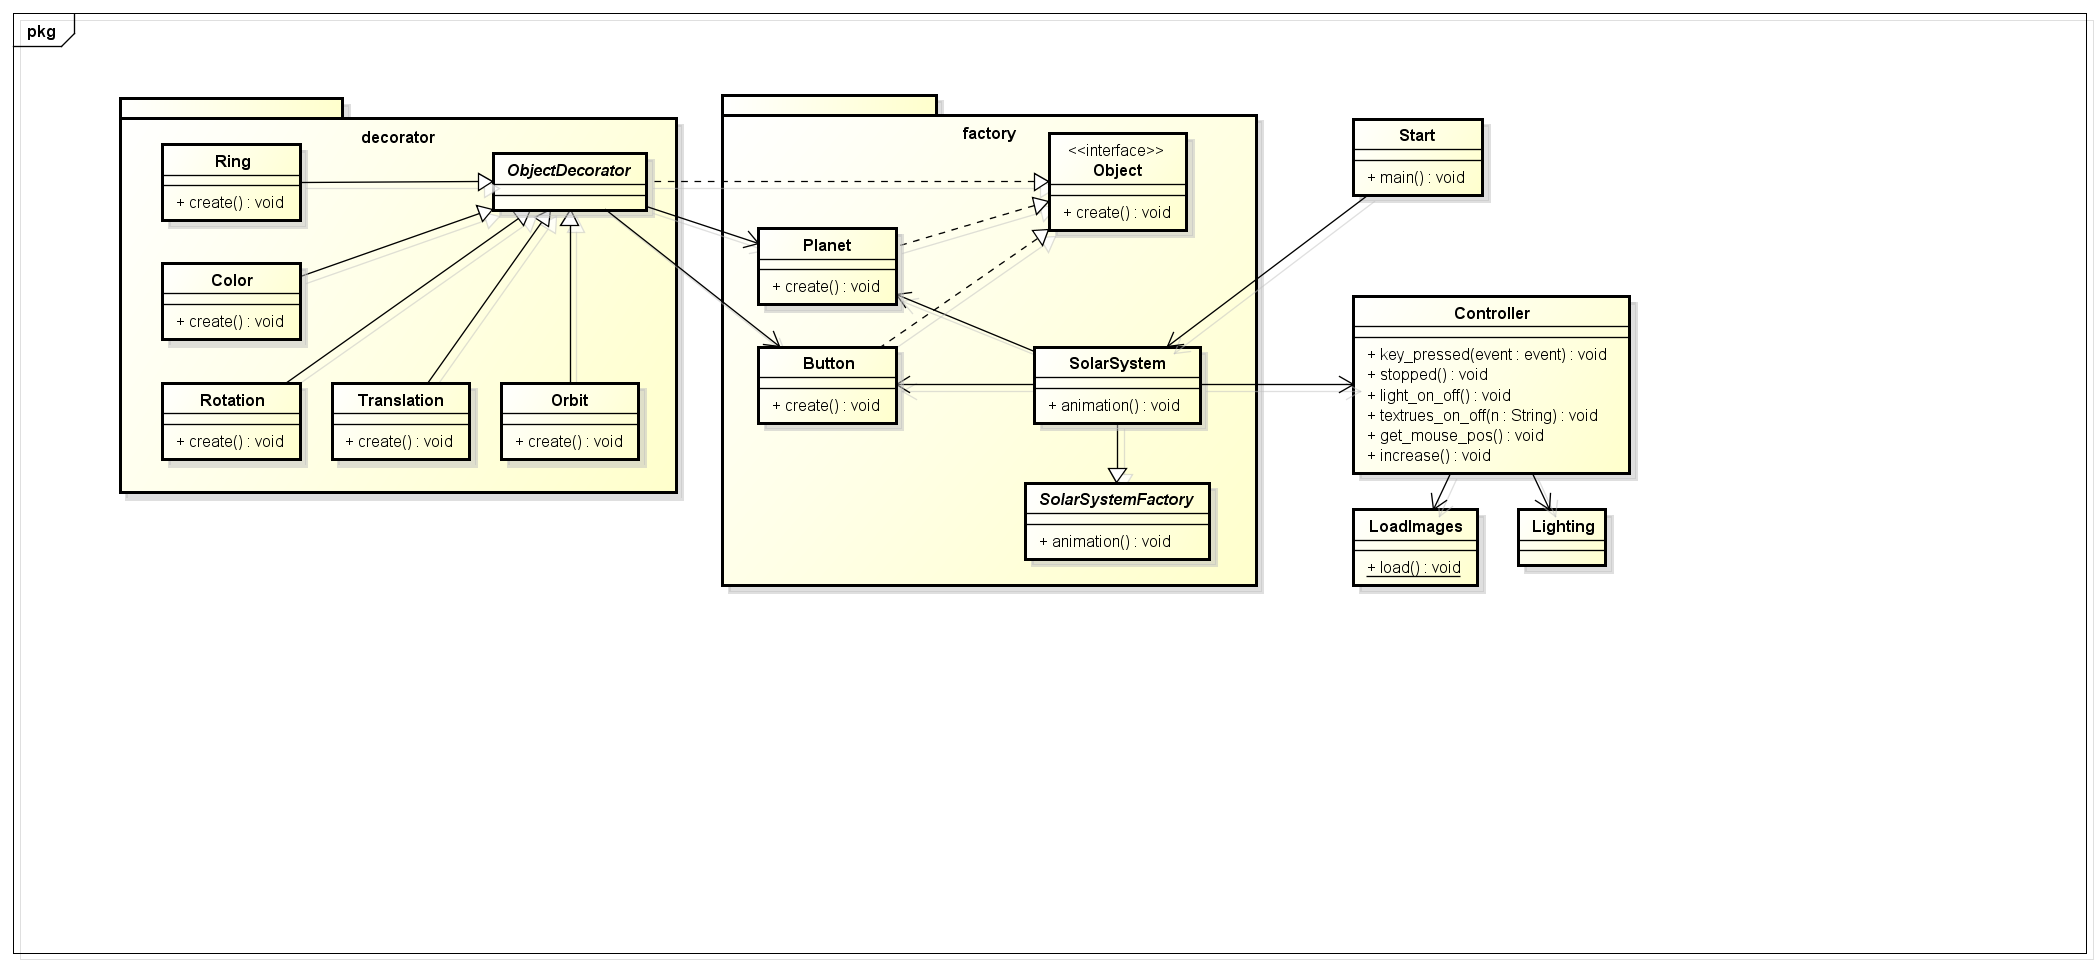 pkg
decorator
Ring
+ create() : void
ObjectDecorator
Color
+ create() : void
Rotation
+ create() : void
Translation
+ create() : void
Orbit
+ create() : void
factory
<<interface>>
Object
+ create() : void
Planet
+ create() : void
Button
+ create() : void
SolarSystem
+ animation() : void
SolarSystemFactory
+ animation() : void
Start
+ main() : void
Controller
+ key_pressed(event : event) : void
+ stopped() : void
+ light_on_off() : void
+ textrues_on_off(n : String) : void
+ get_mouse_pos() : void
+ increase() : void
LoadImages
+ load() : void
Lighting